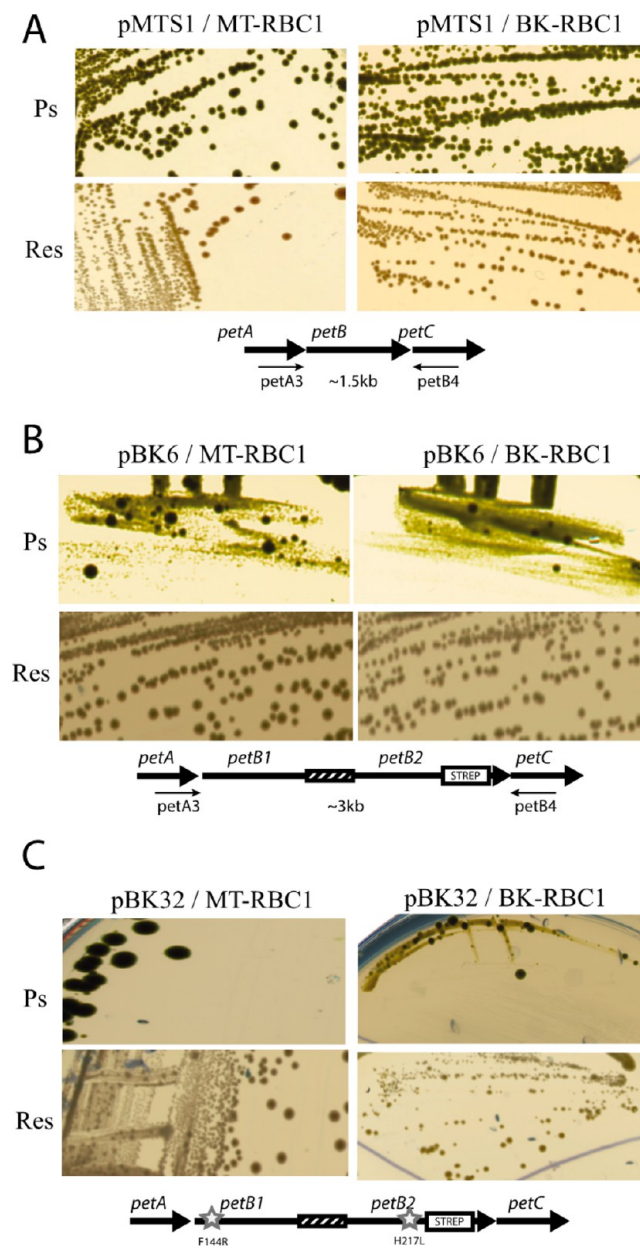 A
pMTS1 / MT-RBC1 pMTS1 / BK-RBC1
Ps
Res
petA petB petC
petA3 ~1.5kb petB4
B
pBK6 / MT-RBC1 pBK6 / BK-RBC1
Ps
Res
petA petB1 petB2 petC
STREP
petA3 ~3kb petB4
C
pBK32 / MT-RBC1 pBK32 / BK-RBC1
Ps
Res
petA petB1 petB2 petC
STREP
F144R H217L